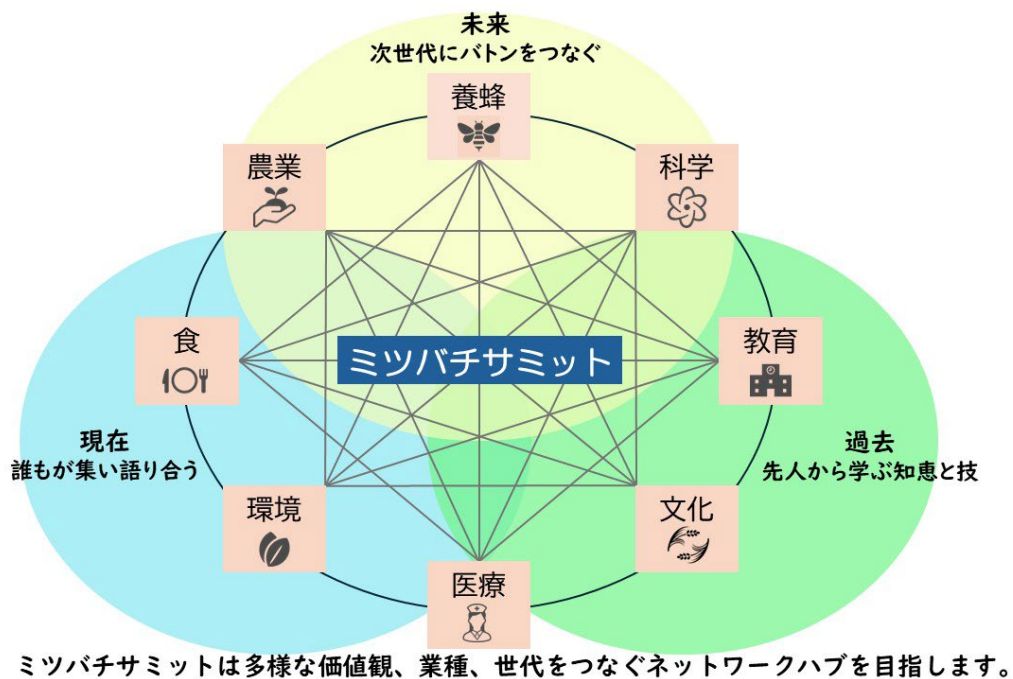 未来
次世代にバトンをつなぐ
養蜂
農業
科学
食
ミツバチサミット
教育
現在
誰もが集い語り合う
過去
先人から学ぶ知恵と技
環境
文化
医療
ミツバチサミットは多様な価値観、業種、世代をつなぐネットワークハブを目指します。